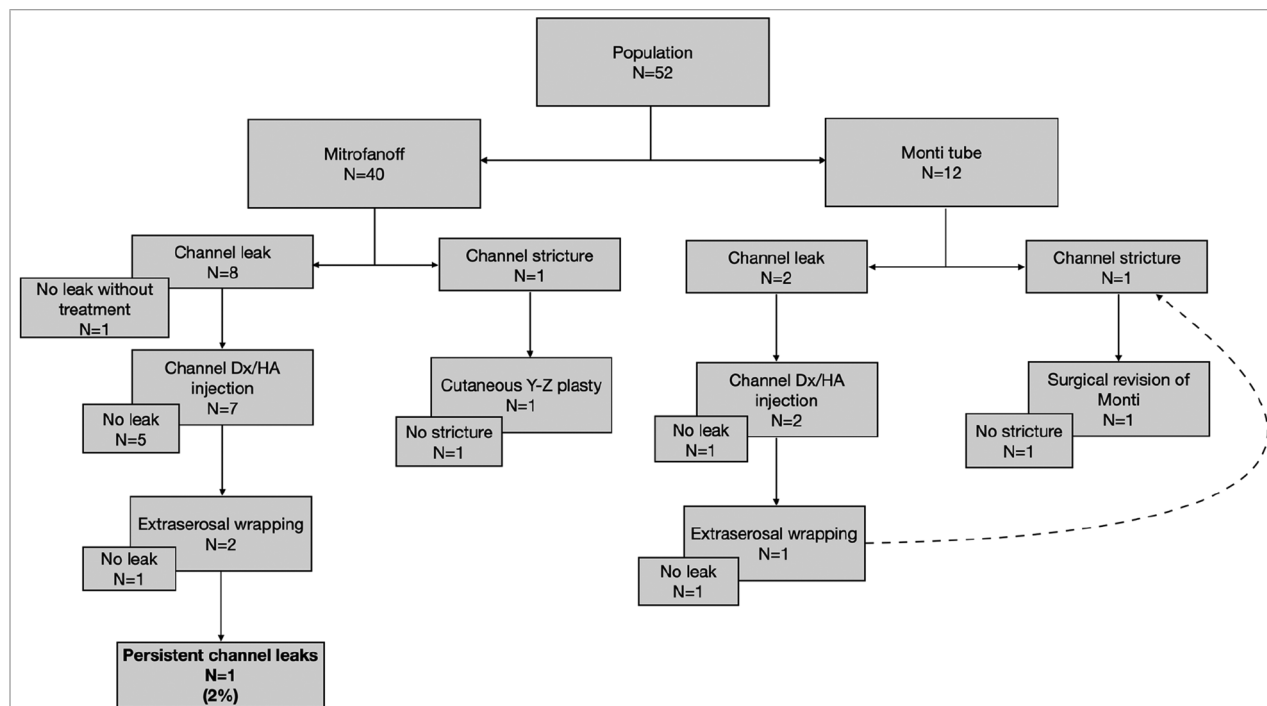 Population
N=52
Mitrofanoff
N=40
Monti tube
N=12
Channel leak
N=8
No leak without
treatment
N=1
Channel stricture
N=1
Channel leak
N=2
Channel stricture
N=1
Channel Dx/HA
injection
N=7
No leak
N=5
Cutaneous Y-Z plasty
N=1
No stricture
N=1
Channel Dx/HA
injection
N=2
No leak
N=1
Surgical revision of
Monti
N=1
No stricture
N=1
Extraserosal wrapping
N=2
No leak
N=1
Extraserosal wrapping
N=1
No leak
N=1
Persistent channel leaks
N=1
(2%)